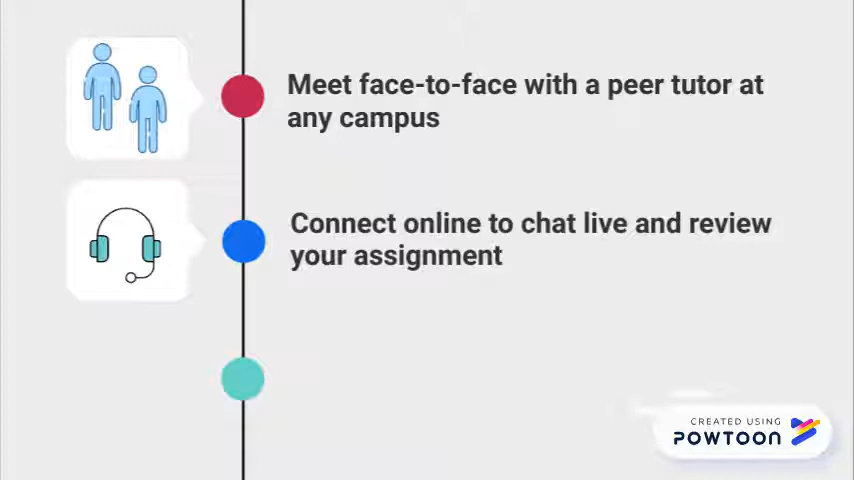 Meet face-to-face with a peer tutor at
any campus
Connect online to chat live and review
your assignment
CREATED USING
POWTOON